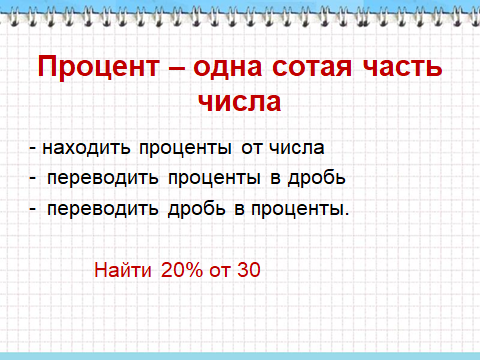 Процент – одна сотая часть
числа
- находить проценты от числа
- переводить проценты в дробь
- переводить дробь в проценты.
Найти 20% от 30